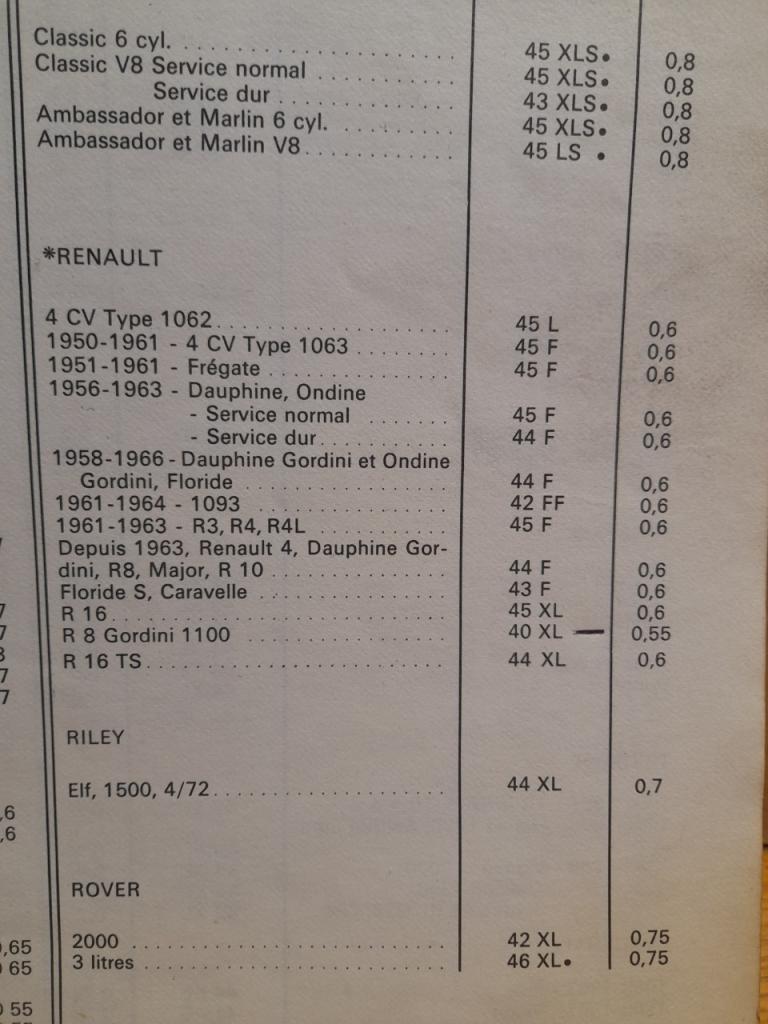 Classic 6 cyl. .......................... 45 XLS• 0,8
Classic V8 Service normal ............. 45 XLS• 0,8
Service dur ................ 43 XLS• 0,8
Ambassador et Marlin 6 cyl. ........... 45 XLS• 0,8
Ambassador et Marlin V8............... 45 LS • 0,8
*RENAULT
4 CV Type 1062..................... 45 L 0,6
1950-1961 - 4 CV Type 1063 ........ 45 F 0,6
1951-1961 - Frégate ................ 45 F 0,6
1956-1963 - Dauphine, Ondine
- Service normal ....... 45 F 0,6
- Service dur........... 44 F 0,6
1958-1966 - Dauphine Gordini et Ondine
Gordini, Floride ................... 44 F 0,6
1961-1964 - 1093 .................. 42 FF 0,6
1961-1963 - R3, R4, R4L ........... 45 F 0,6
Depuis 1963, Renault 4, Dauphine Gor-
dini, R8, Major, R 10 ............... 44 F 0,6
Floride S, Caravelle ................ 43 F 0,6
R 16.............................. 45 XL 0,6
R 8 Gordini 1100 .................. 40 XL — 0,55
R 16 TS........................... 44 XL 0,6
RILEY
Elf, 1500, 4/72..................... 44 XL 0,7
ROVER
2000 ............................ 42 XL 0,75
3 litres ........................... 46 XL• 0,75